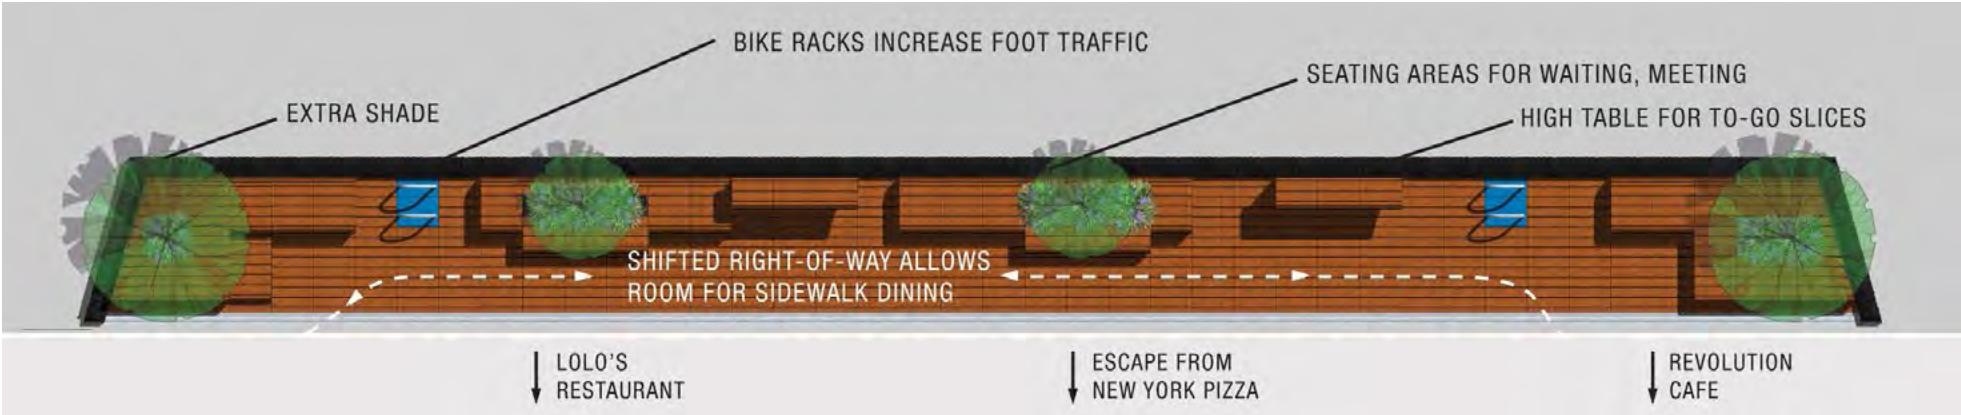 BIKE RACKS INCREASE FOOT TRAFFIC
SEATING AREAS FOR WAITING, MEETING
EXTRA SHADE
HIGH TABLE FOR TO-GO SLICES
SHIFTED RIGHT-OF-WAY ALLOWS
ROOM FOR SIDEWALK DINING
LOLO'S
RESTAURANT
ESCAPE FROM
NEW YORK PIZZA
REVOLUTION
CAFE